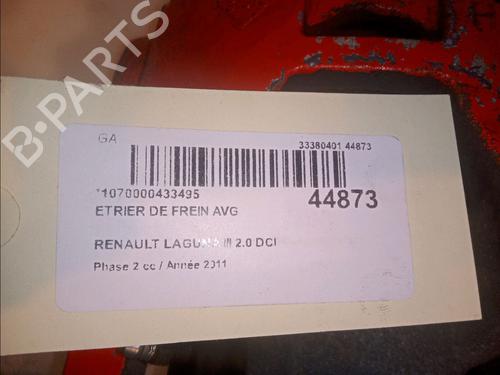 B-PARTS
GA
33380401 44873
*1070000433495
44873
ETRIER DE FREIN AVG
RENAULT LAGUNA III 2.0 DCI
Phase 2 cc / Année 2011